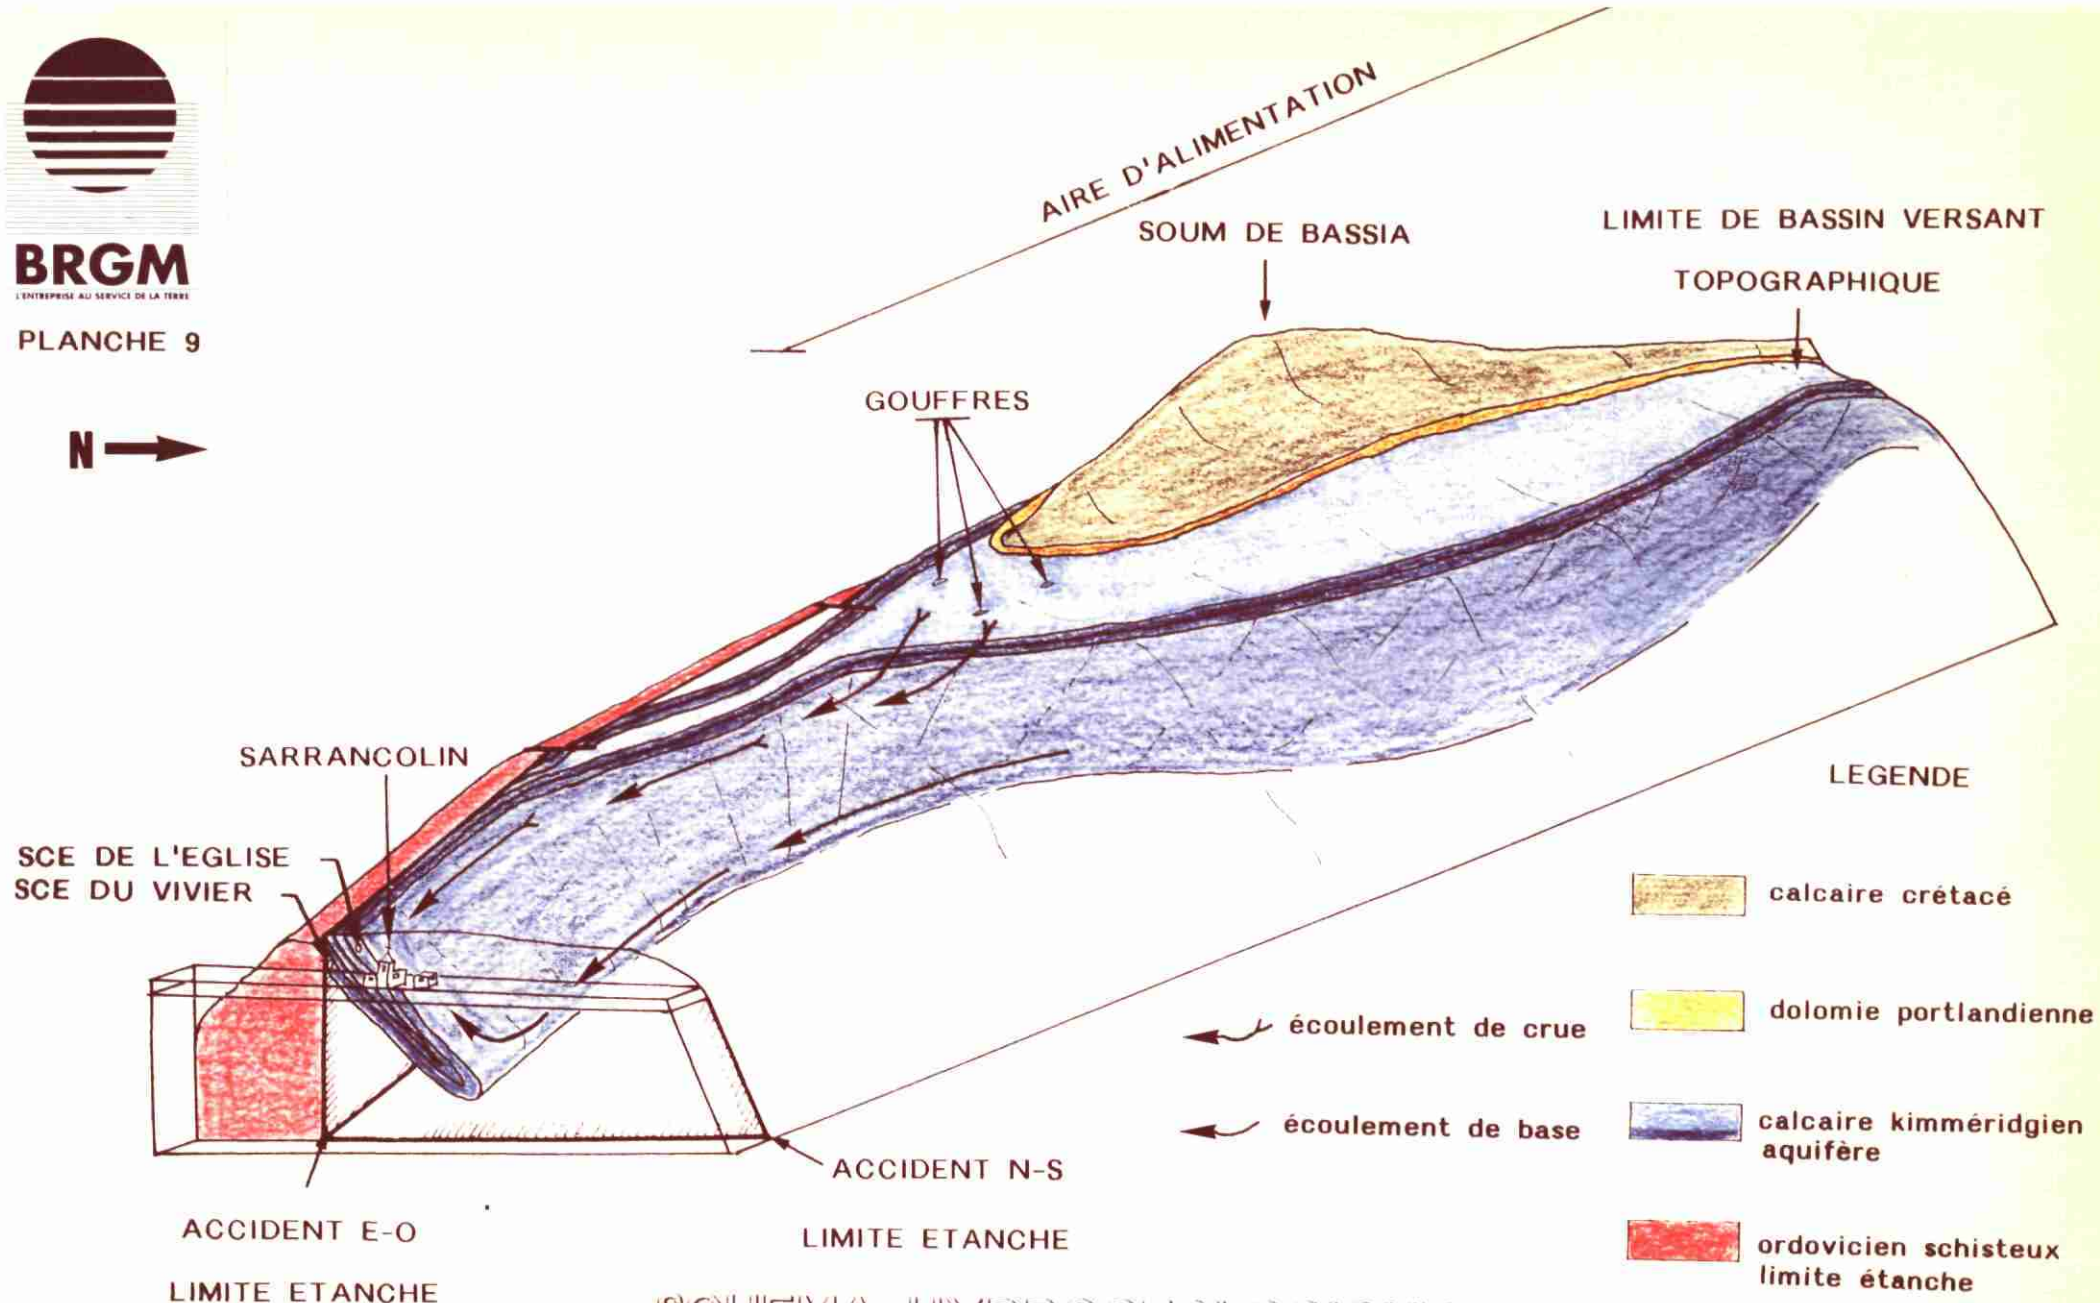 BRGM
L'ENTREPRISE AU SERVICE DE LA TERRE
PLANCHE 9
N
AIRE D'ALIMENTATION
SOUM DE BASSIA
LIMITE DE BASSIN VERSANT
TOPOGRAPHIQUE
GOUFFRES
SARRANCOLIN
SCE DE L'EGLISE
SCE DU VIVIER
ACCIDENT E-O
LIMITE ETANCHE
ACCIDENT N-S
LIMITE ETANCHE
LEGENDE
calcaire crétacé
dolomie portlandienne
calcaire kimméridgien
aquifère
ordovicien schisteux
limite étanche
écoulement de crue
écoulement de base